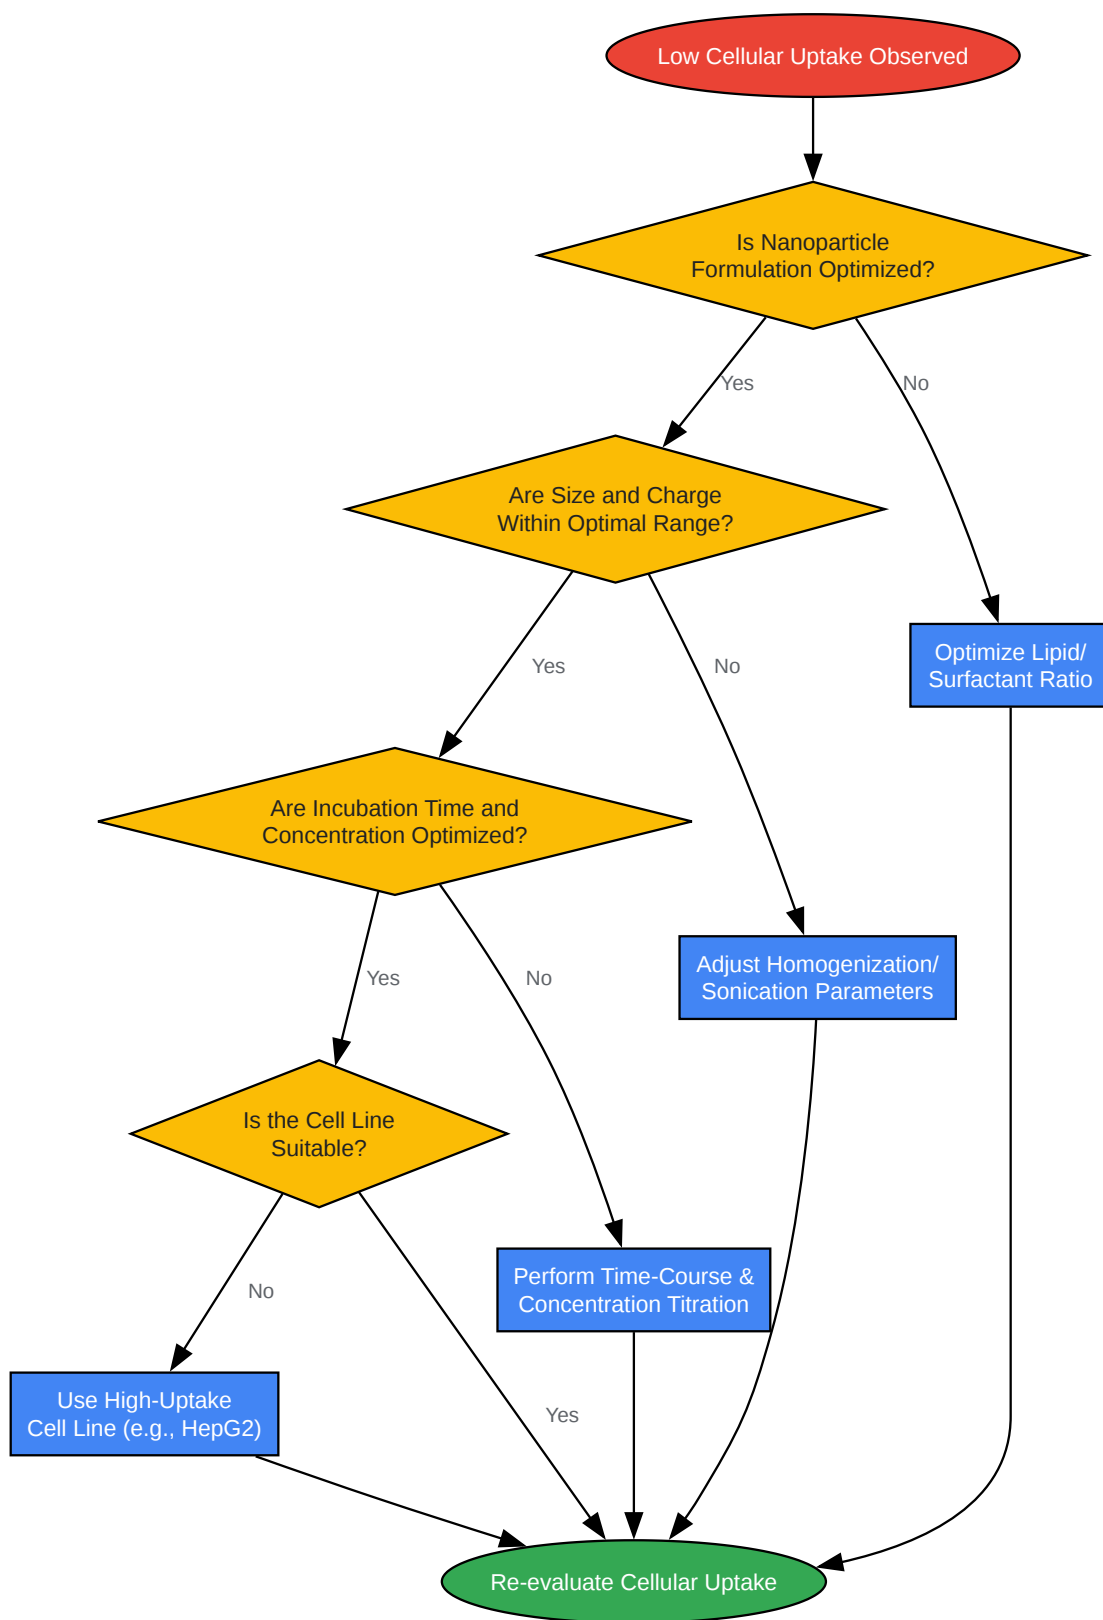 Low Cellular Uptake Observed
Is Nanoparticle
Formulation Optimized?
Yes
No
Are Size and Charge
Within Optimal Range?
Yes
No
Optimize Lipid/
Surfactant Ratio
Are Incubation Time and
Concentration Optimized?
Yes
No
Adjust Homogenization/
Sonication Parameters
Is the Cell Line
Suitable?
No
Yes
Perform Time-Course &
Concentration Titration
Use High-Uptake
Cell Line (e.g., HepG2)
Re-evaluate Cellular Uptake